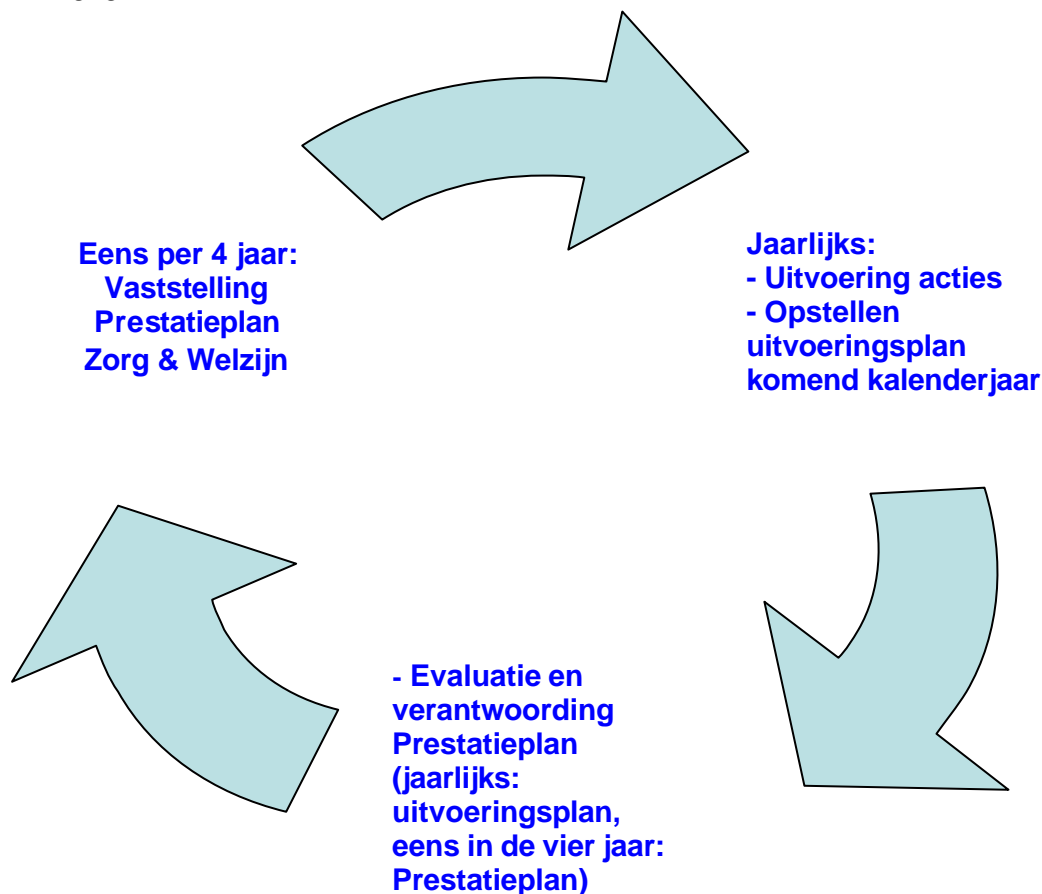 Eens per 4 jaar:
Vaststelling
Prestatieplan
Zorg & Welzijn
Jaarlijks:
- Uitvoering acties
- Opstellen
uitvoeringsplan
komend kalenderjaar
- Evaluatie en
verantwoording
Prestatieplan
(jaarlijks:
uitvoeringsplan,
eens in de vier jaar:
Prestatieplan)